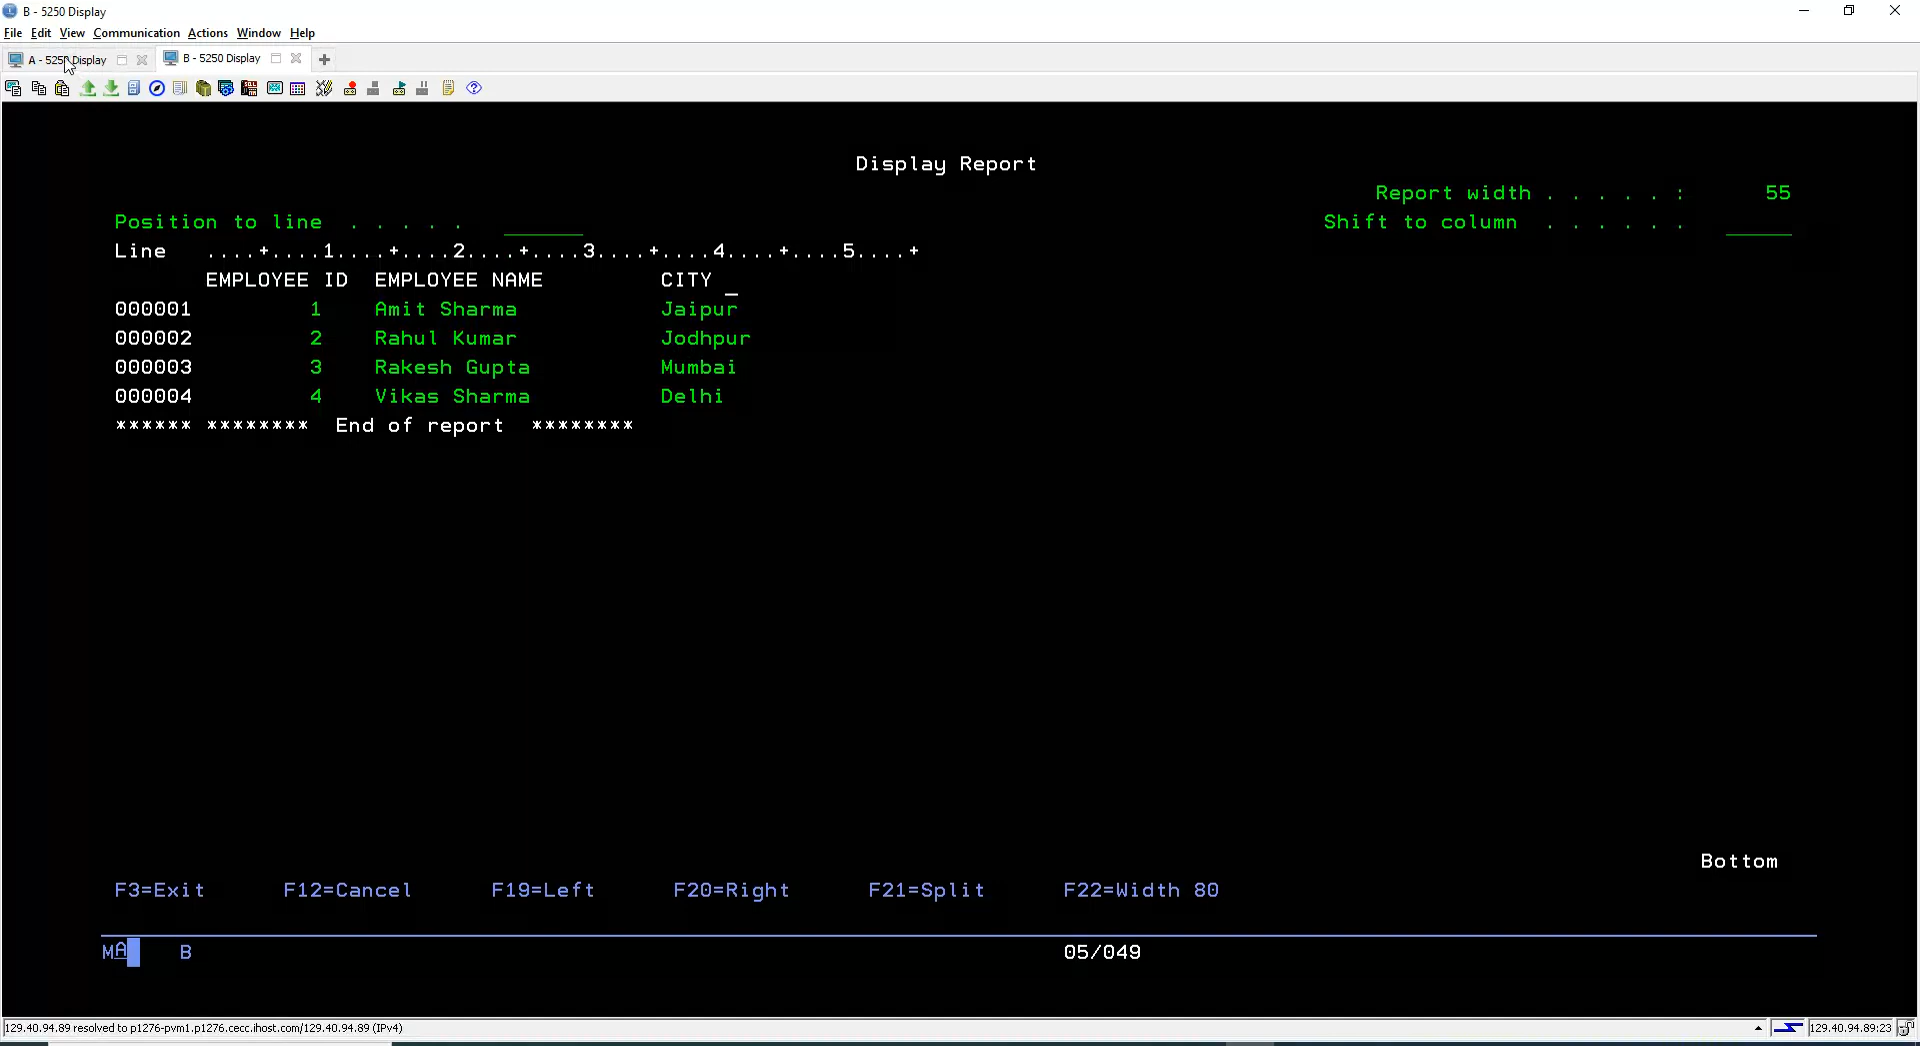 B - 5250 Display
File Edit View Communication Actions Window Help
A - 5250 Display B - 5250 Display
Display Report
Report width . . . . . : 55
Position to line . . . . . Shift to column . . . . . .
Line ....+....1....+....2....+....3....+....4....+....5....+
EMPLOYEE ID EMPLOYEE NAME CITY
000001 1 Amit Sharma Jaipur
000002 2 Rahul Kumar Jodhpur
000003 3 Rakesh Gupta Mumbai
000004 4 Vikas Sharma Delhi
****** ******** End of report ********
Bottom
F3=Exit F12=Cancel F19=Left F20=Right F21=Split F22=Width 80
MA B 05/049
129.40.94.89 resolved to p1276-pvm1.p1276.cecc.ihost.com/129.40.94.89 (IPv4) 129.40.94.89:23